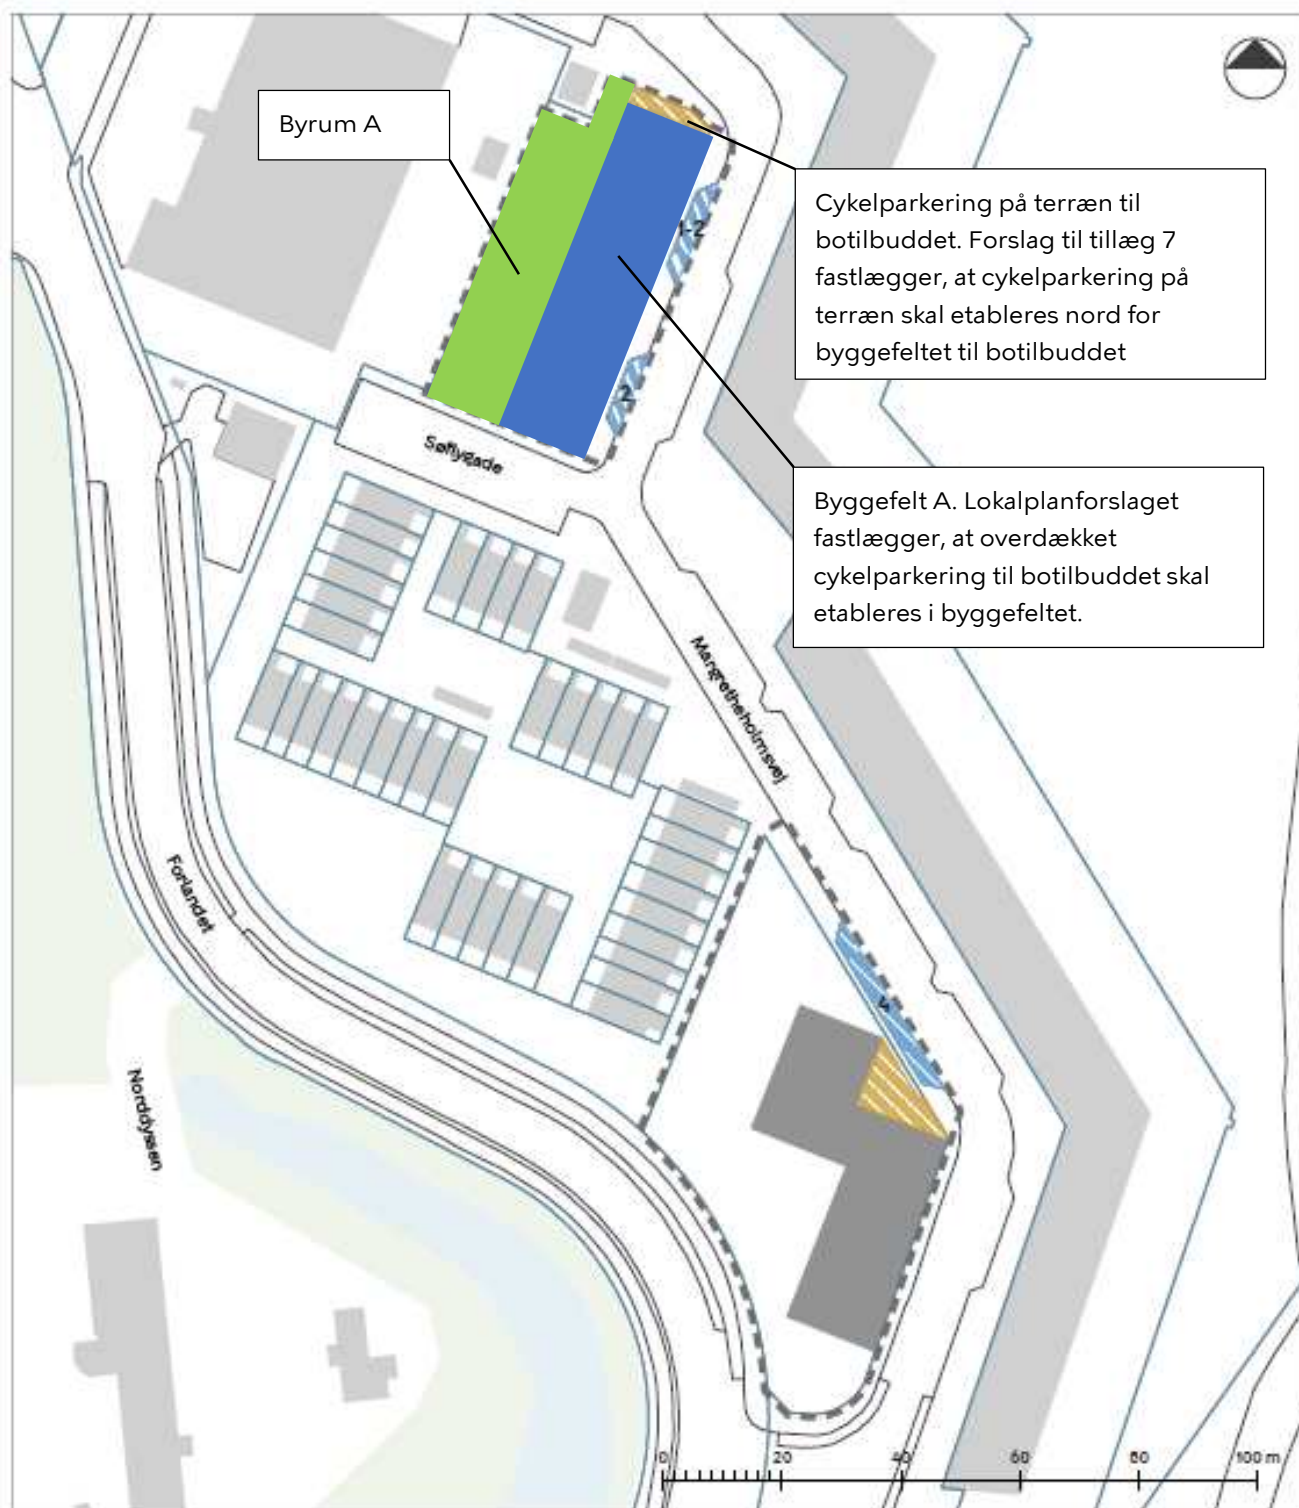 Byrum A
Cykelparkering på terræn til
botilbuddet. Forslag til tillæg 7
fastlægger, at cykelparkering på
terræn skal etableres nord for
byggefeltet til botilbuddet
1-2
2
Søflygade
Byggefelt A. Lokalplanforslaget
fastlægger, at overdækket
cykelparkering til botilbuddet skal
etableres i byggefeltet.
Margretheholmsvej
Forlandet
Norddyssen
0 20 40 60 80 100 m